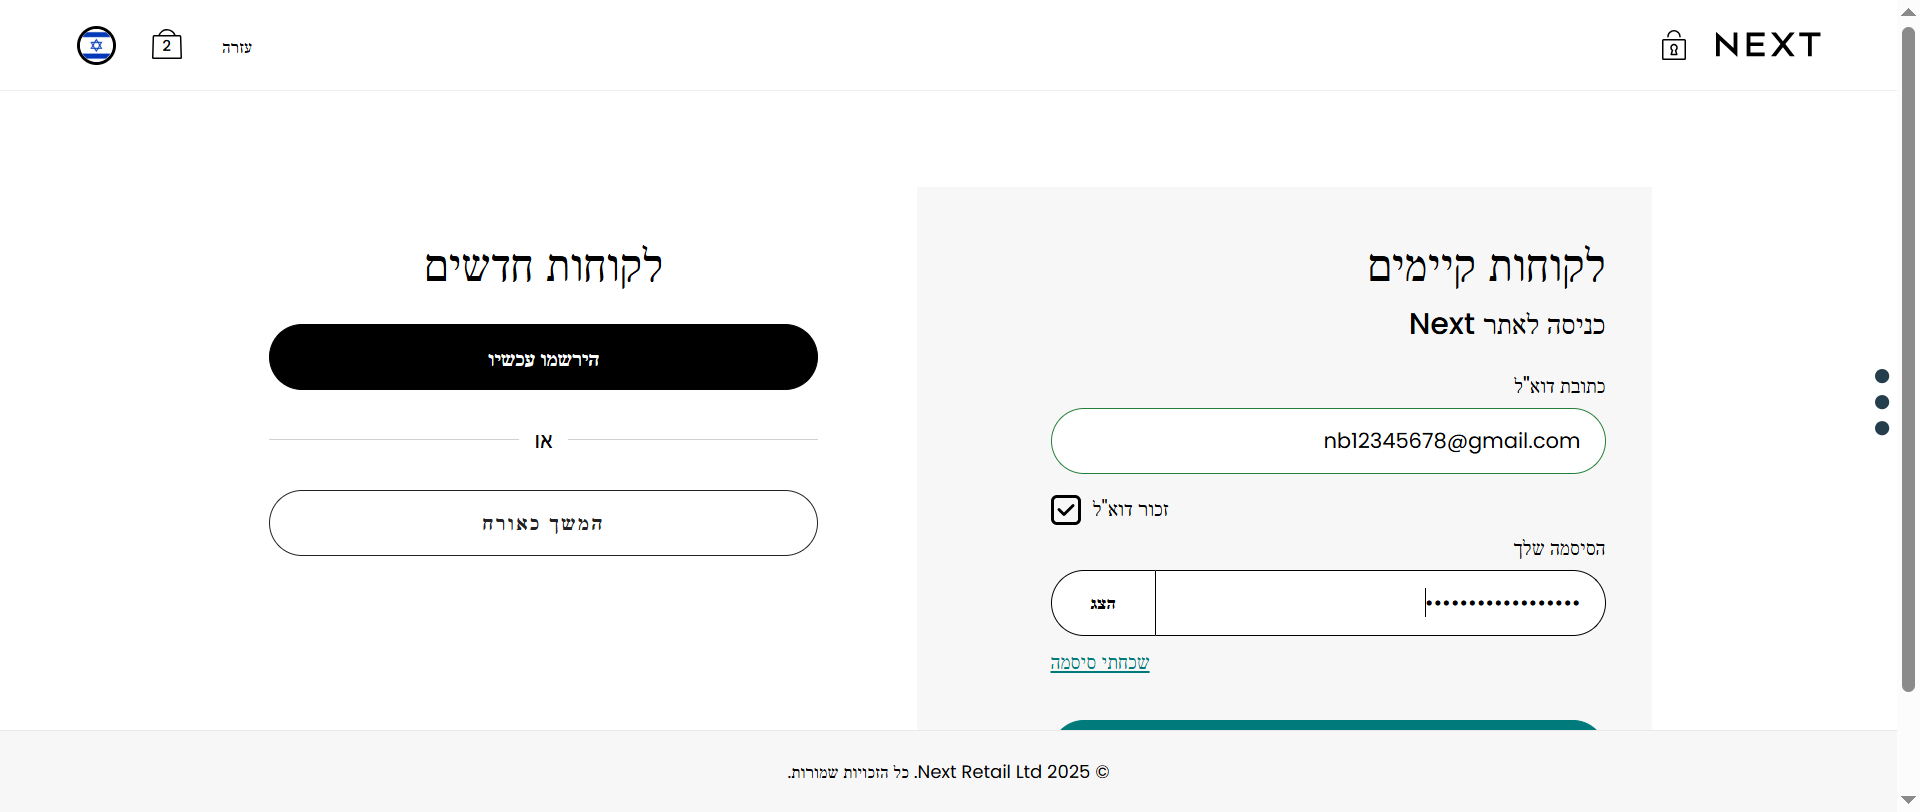 NEXT
עזרה
2
לקוחות קיימים
כניסה לאתר Next
כתובת דוא"ל
nb12345678@gmail.com
זכור דוא"ל
הסיסמה שלך
••••••••••••••••••
הצג
שכחתי סיסמה
לקוחות חדשים
הירשמו עכשיו
או
המשך כאורח
© 2025 Next Retail Ltd. כל הזכויות שמורות.